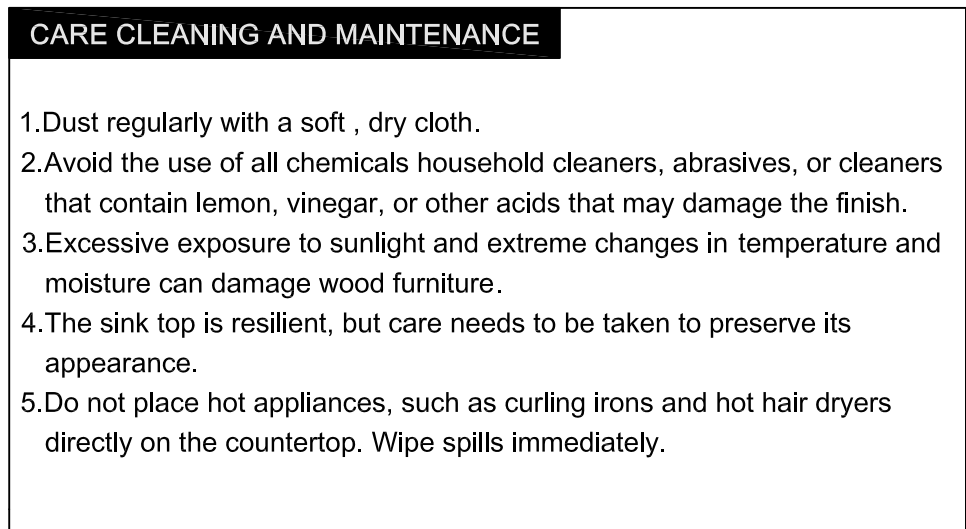 CARE CLEANING AND MAINTENANCE
1.Dust regularly with a soft , dry cloth.
2.Avoid the use of all chemicals household cleaners, abrasives, or cleaners
that contain lemon, vinegar, or other acids that may damage the finish.
3.Excessive exposure to sunlight and extreme changes in temperature and
moisture can damage wood furniture.
4.The sink top is resilient, but care needs to be taken to preserve its
appearance.
5.Do not place hot appliances, such as curling irons and hot hair dryers
directly on the countertop. Wipe spills immediately.